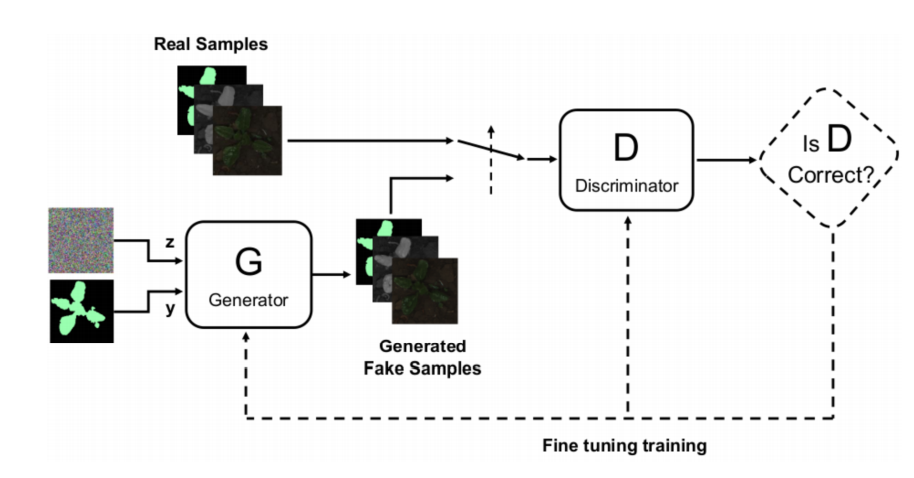 Real Samples
D
Discriminator
Is D
Correct?
z
y
G
Generator
Generated
Fake Samples
Fine tuning training